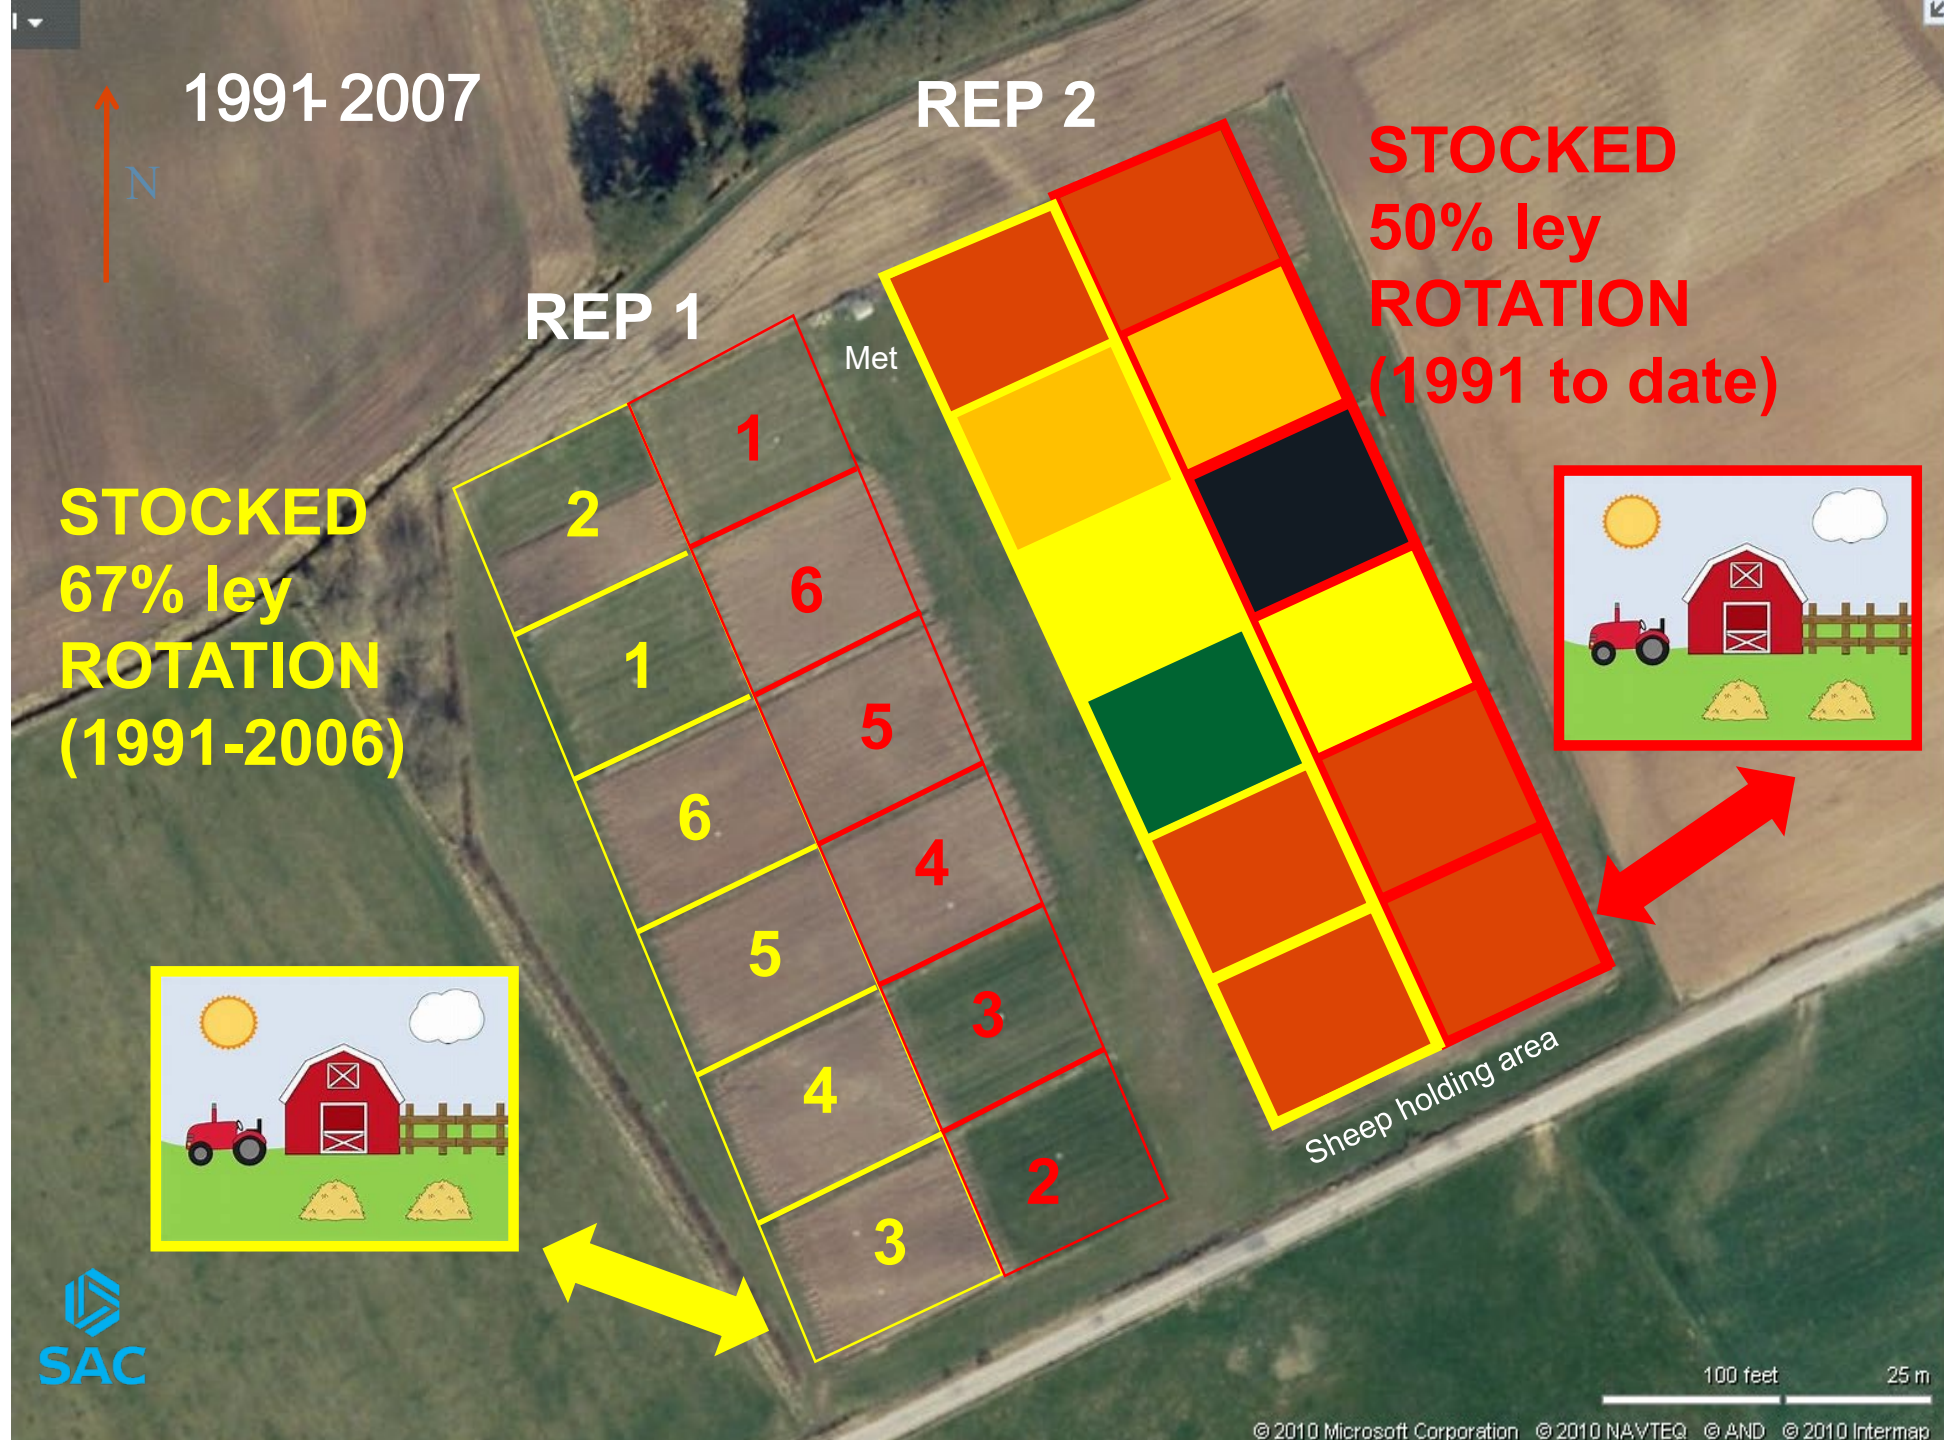 1991-2007
N
REP 2
REP 1
Met
STOCKED
50% ley
ROTATION
(1991 to date)
STOCKED
67% ley
ROTATION
(1991-2006)
1
2
6
1
5
6
4
5
3
4
2
3
Sheep holding area
SAC
100 feet
25 m
© 2010 Microsoft Corporation © 2010 NAVTEQ © AND © 2010 Intermap